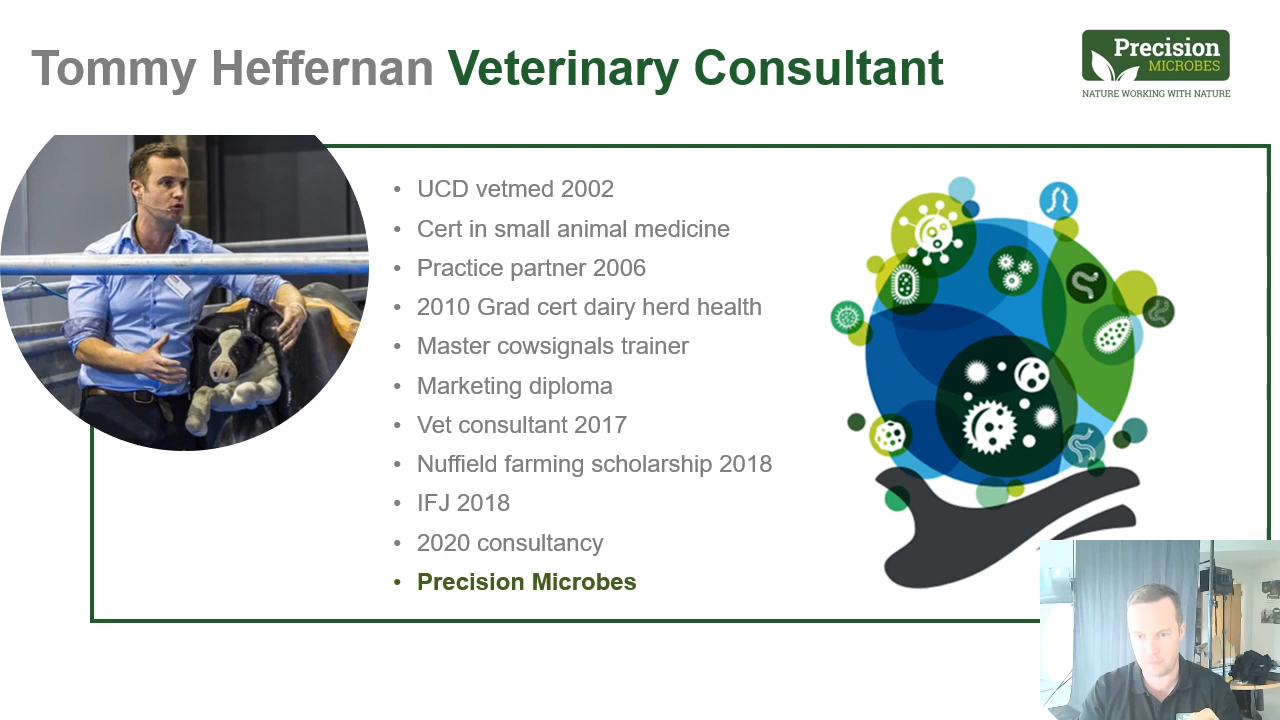 Tommy Heffernan Veterinary Consultant
Precision
MICROBES
NATURE WORKING WITH NATURE
• UCD vetmed 2002
• Cert in small animal medicine
• Practice partner 2006
• 2010 Grad cert dairy herd health
• Master cowsignals trainer
• Marketing diploma
• Vet consultant 2017
• Nuffield farming scholarship 2018
• IFJ 2018
• 2020 consultancy
• Precision Microbes